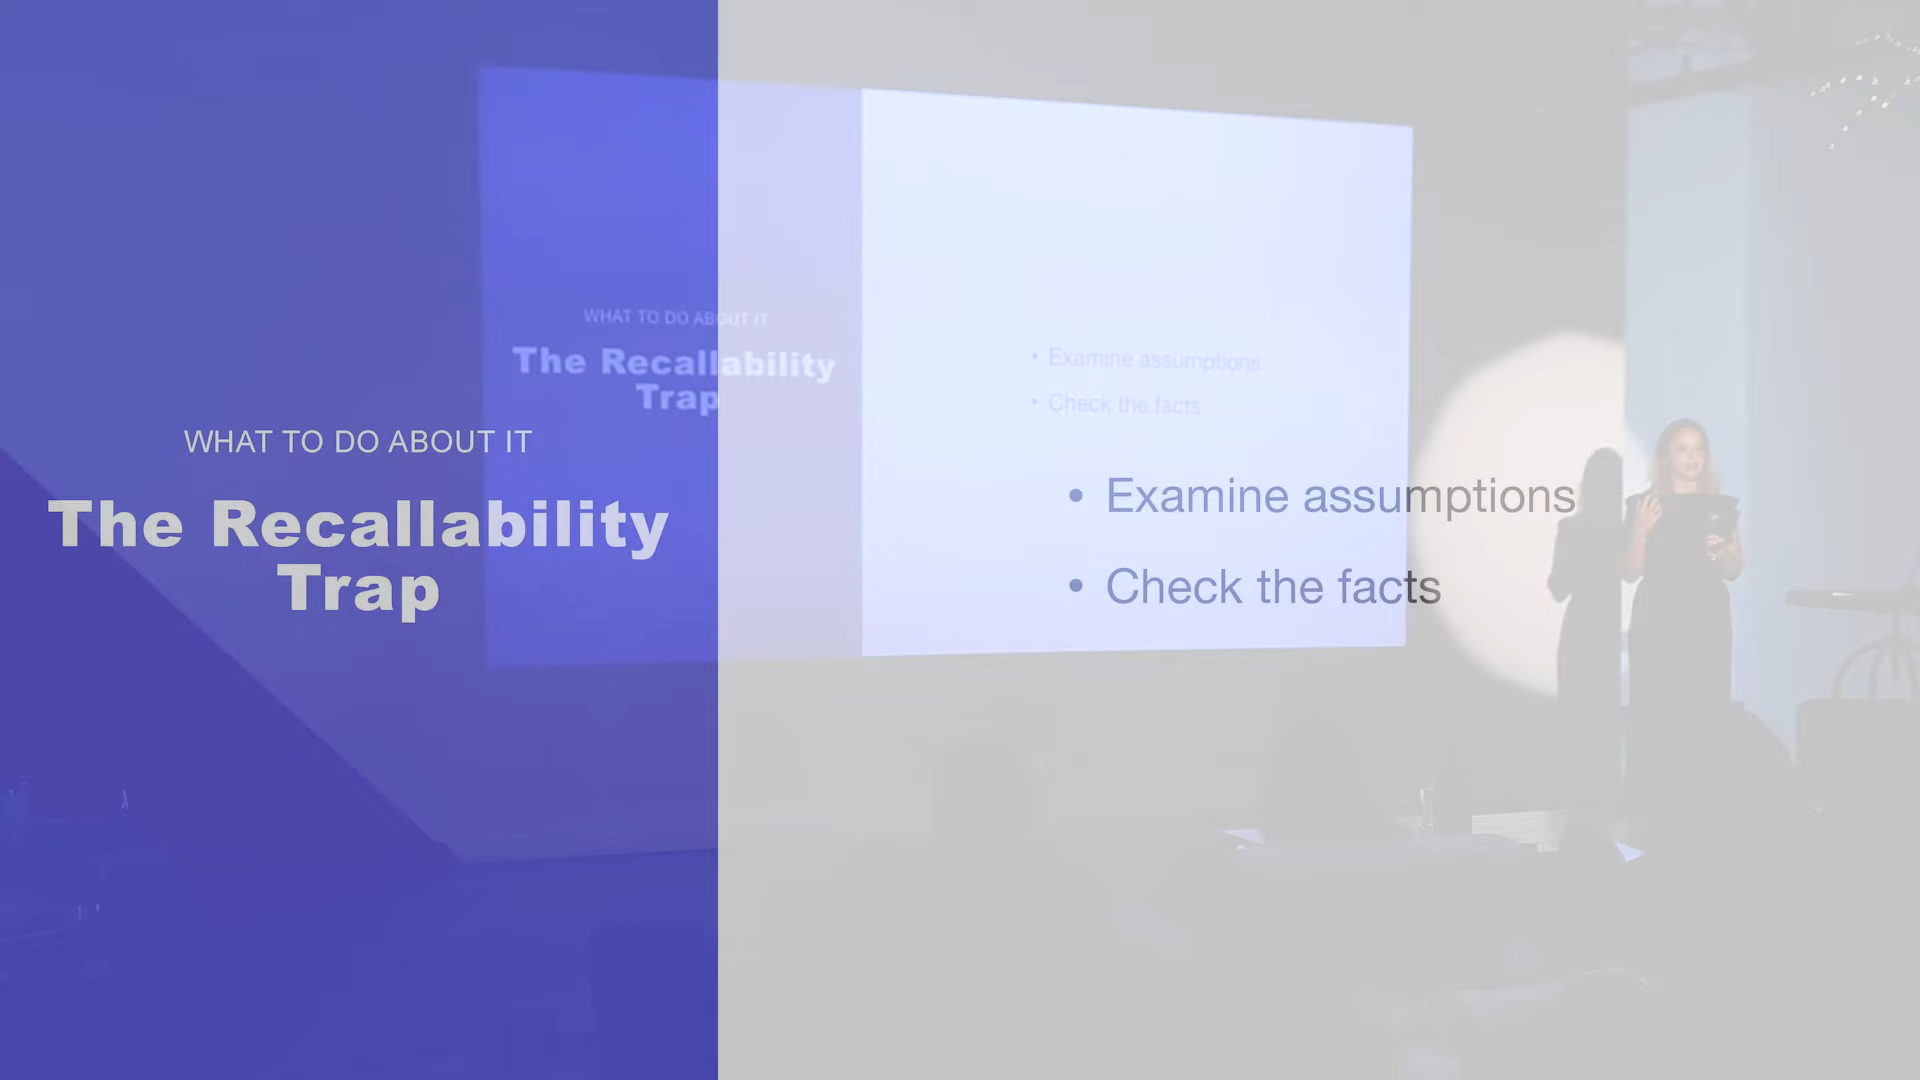 WHAT TO DO ABOUT IT
The Recallability
Trap
• Examine assumptions
• Check the facts
WHAT TO DO ABOUT IT
The Recallability
Trap
• Examine assumptions
• Check the facts